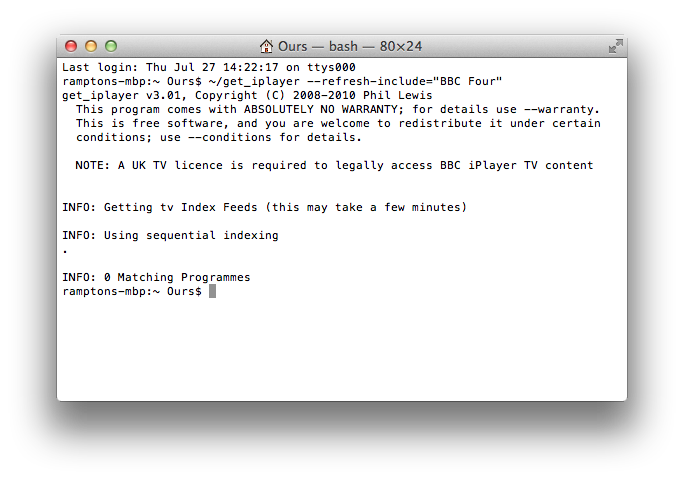 Ours — bash — 80×24
Last login: Thu Jul 27 14:22:17 on ttys000
ramptons-mbp:~ Ours$ ~/get_iplayer --refresh-include="BBC Four"
get_iplayer v3.01, Copyright (C) 2008-2010 Phil Lewis
  This program comes with ABSOLUTELY NO WARRANTY; for details use --warranty.
  This is free software, and you are welcome to redistribute it under certain
  conditions; use --conditions for details.

  NOTE: A UK TV licence is required to legally access BBC iPlayer TV content

INFO: Getting tv Index Feeds (this may take a few minutes)

INFO: Using sequential indexing
.

INFO: 0 Matching Programmes
ramptons-mbp:~ Ours$